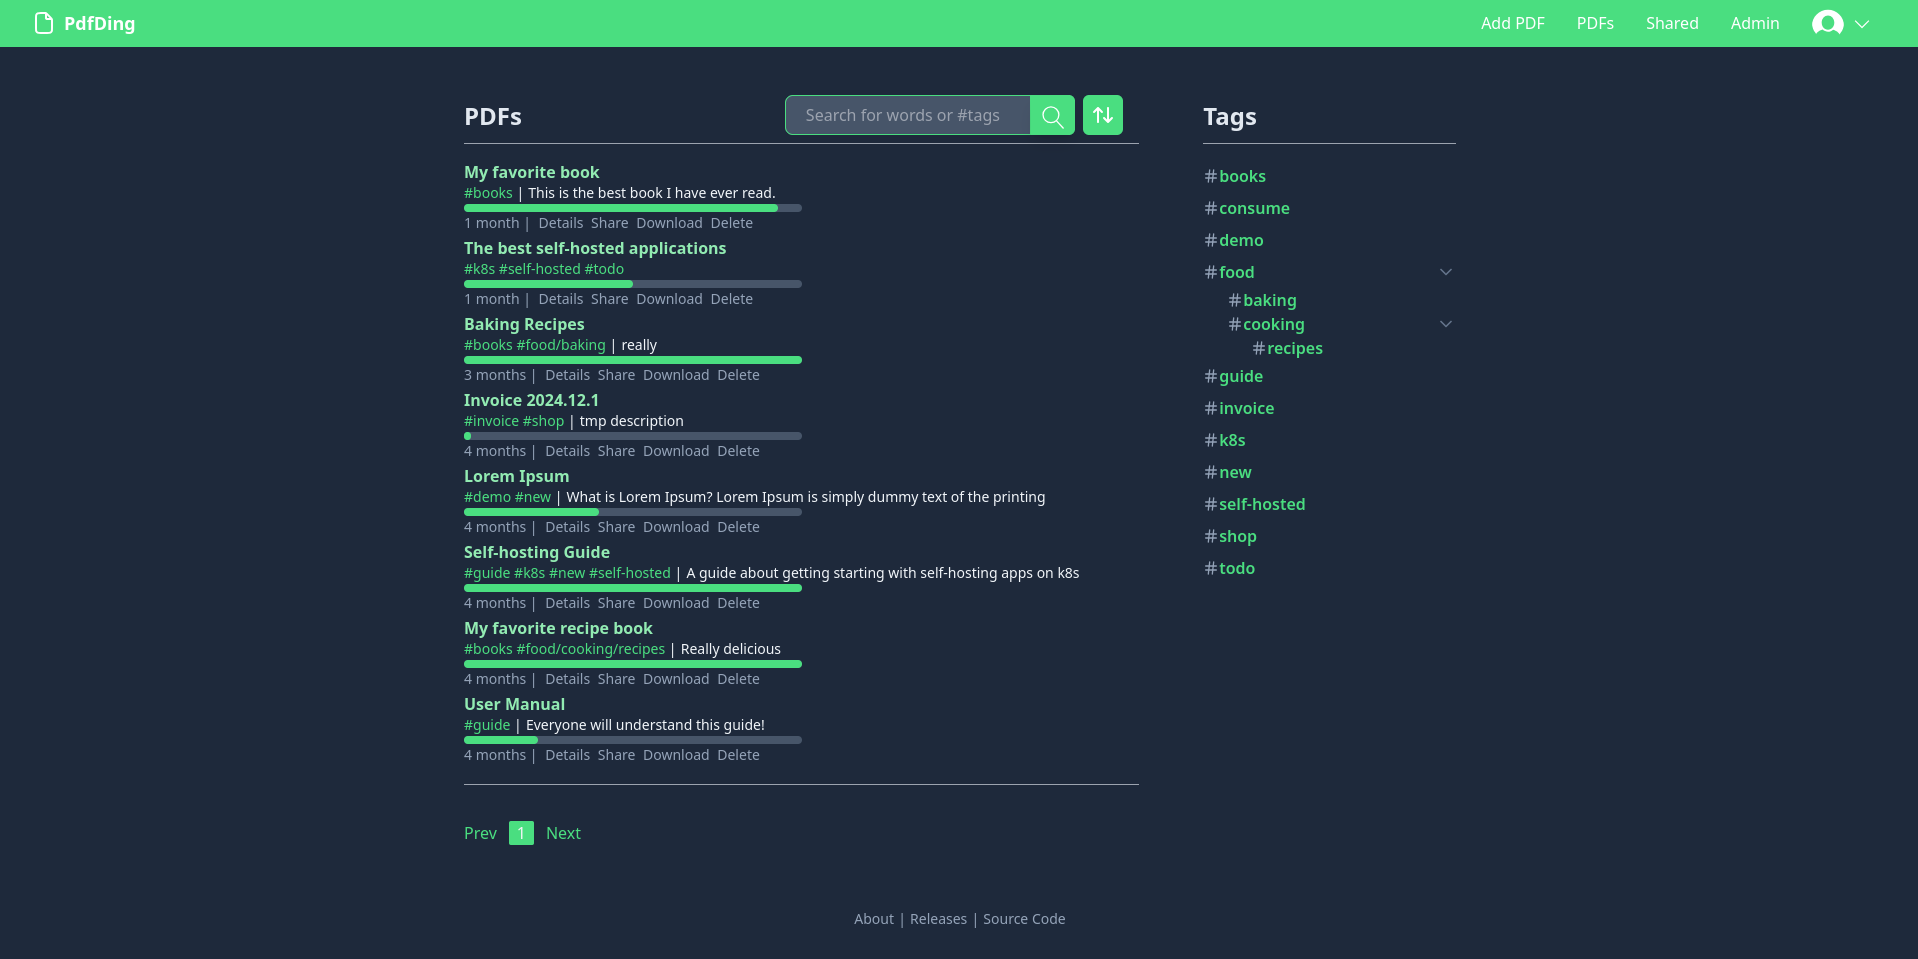 PdfDing
Add PDF PDFs Shared Admin
PDFs
Search for words or #tags
My favorite book
#books | This is the best book I have ever read.
1 month | Details Share Download Delete
The best self-hosted applications
#k8s #self-hosted #todo
1 month | Details Share Download Delete
Baking Recipes
#books #food/baking | really
3 months | Details Share Download Delete
Invoice 2024.12.1
#invoice #shop | tmp description
4 months | Details Share Download Delete
Lorem Ipsum
#demo #new | What is Lorem Ipsum? Lorem Ipsum is simply dummy text of the printing
4 months | Details Share Download Delete
Self-hosting Guide
#guide #k8s #new #self-hosted | A guide about getting starting with self-hosting apps on k8s
4 months | Details Share Download Delete
My favorite recipe book
#books #food/cooking/recipes | Really delicious
4 months | Details Share Download Delete
User Manual
#guide | Everyone will understand this guide!
4 months | Details Share Download Delete
Prev 1 Next
Tags
#books
#consume
#demo
#food
#baking
#cooking
#recipes
#guide
#invoice
#k8s
#new
#self-hosted
#shop
#todo
About | Releases | Source Code